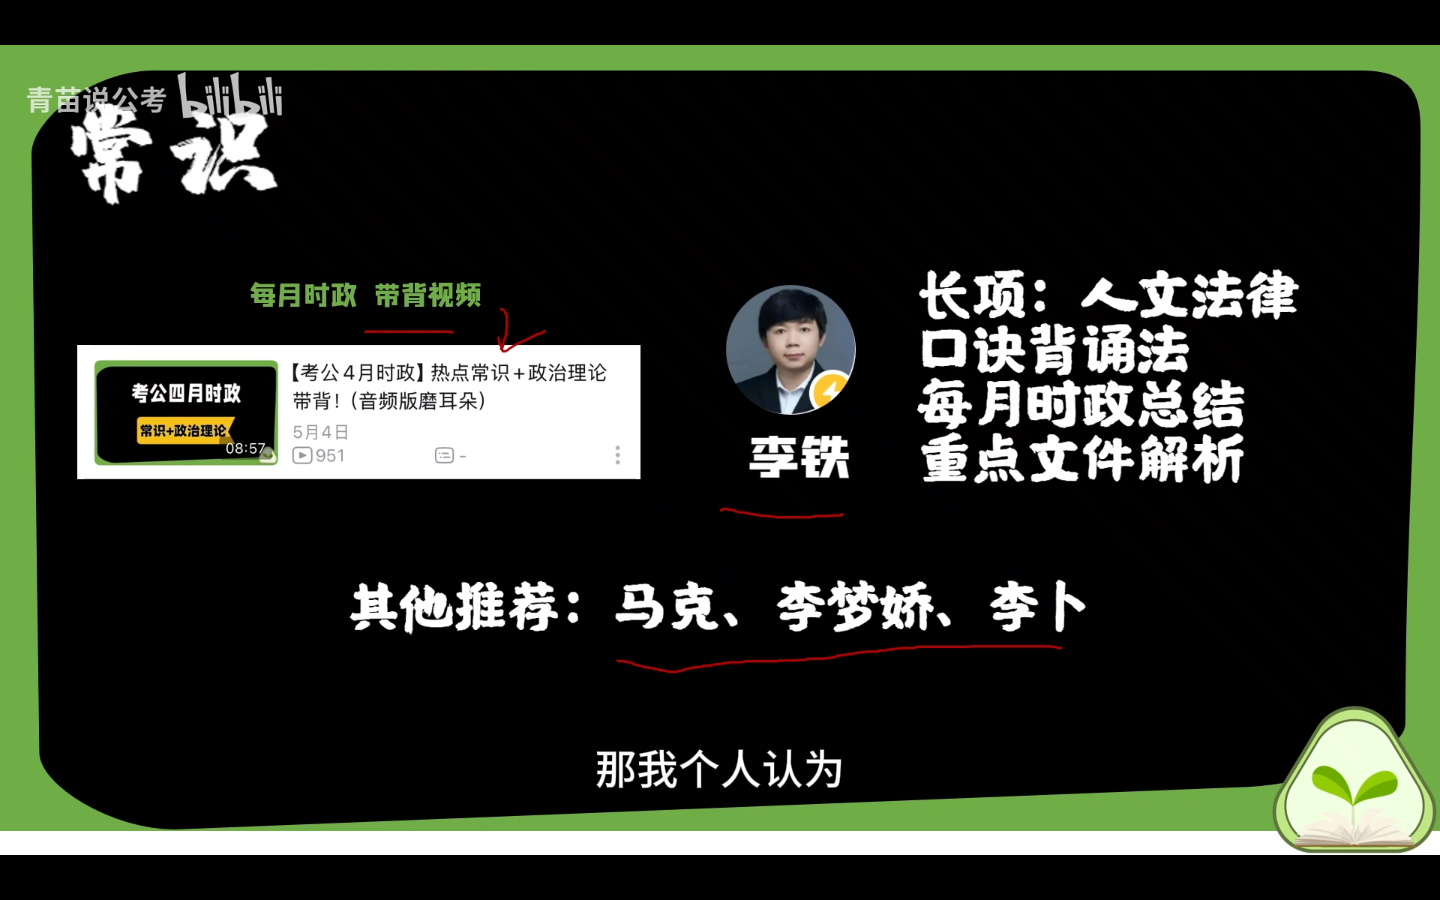 青苗说公考 bilibili
常识
每月时政 带背视频
考公四月时政
常识+政治理论
08:57
【考公4月时政】热点常识+政治理论
带背！(音频版磨耳朵)
5月4日
951
-
李铁
长项：人文法律
口诀背诵法
每月时政总结
重点文件解析
其他推荐：马克、李梦娇、李卜
那我个人认为